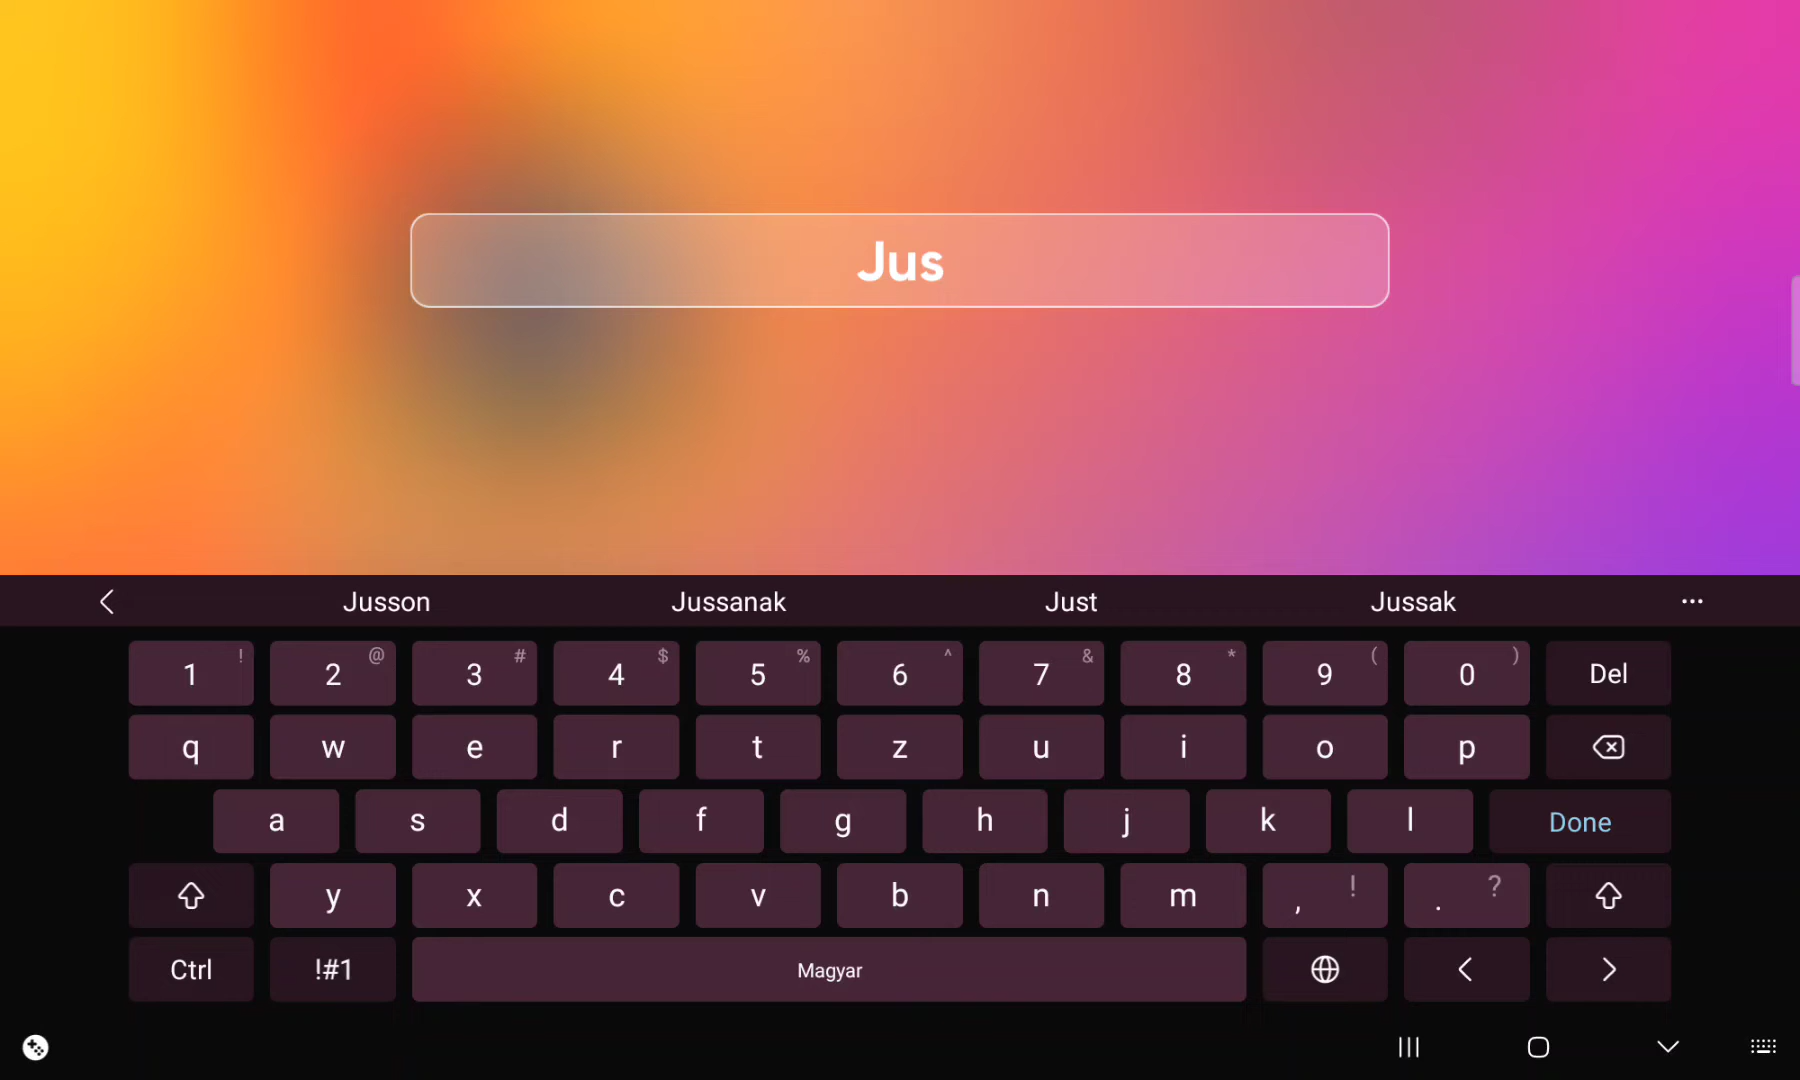 Jus
Jusson Jussanak Just Jussak ...
1 ! 2 @ 3 # 4 $ 5 % 6 ^ 7 & 8 * 9 ( 0 ) Del
q w e r t z u i o p
a s d f g h j k l Done
y x c v b n m , ! . ?
Ctrl !#1 Magyar